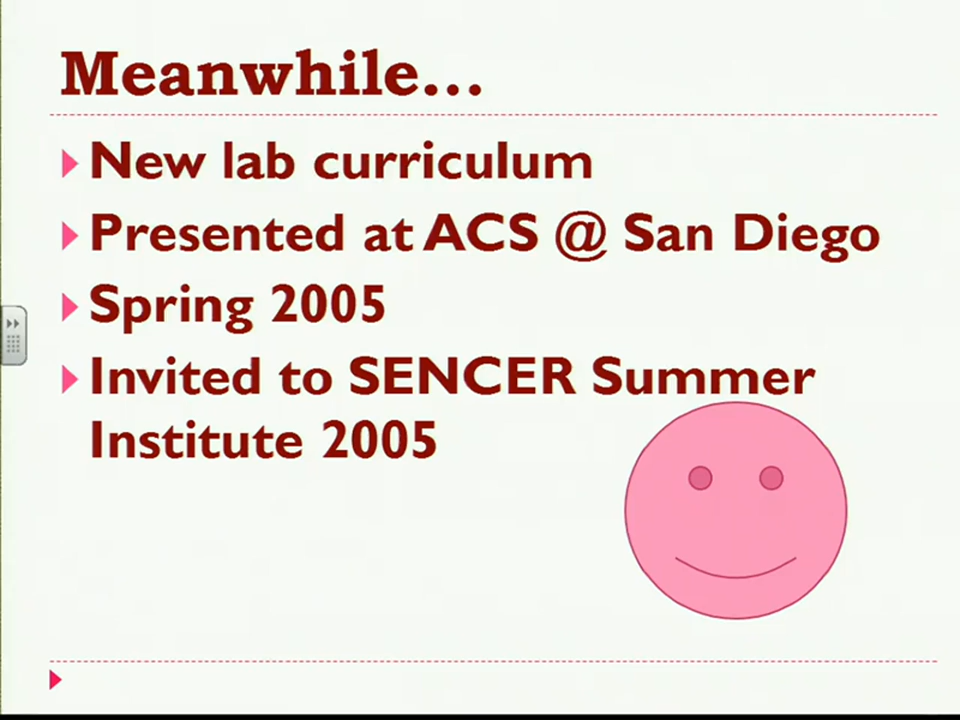 Meanwhile...
New lab curriculum
Presented at ACS @ San Diego
Spring 2005
Invited to SENCER Summer
Institute 2005